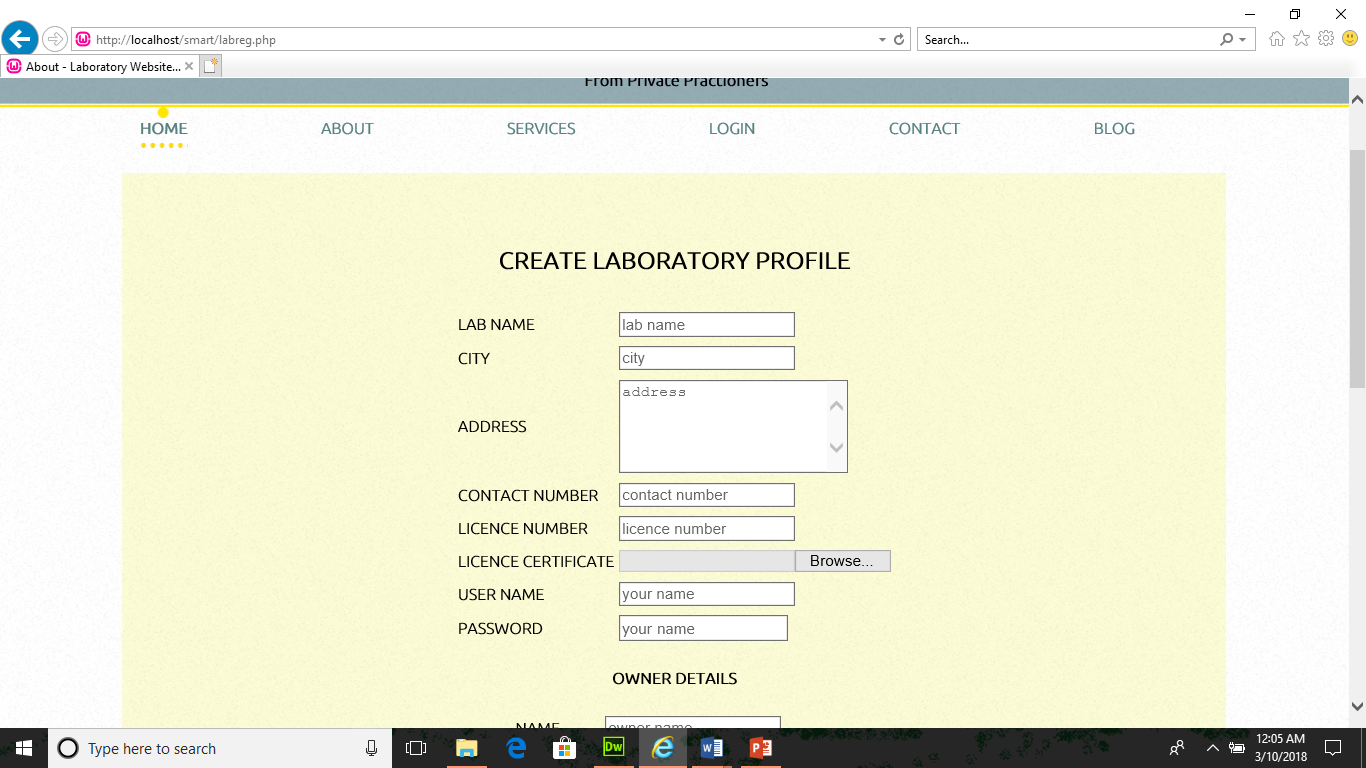 http://localhost/smart/labreg.php
Search...
About - Laboratory Website...
From Private Practioners
HOME ABOUT SERVICES LOGIN CONTACT BLOG
CREATE LABORATORY PROFILE
LAB NAME lab name
CITY city
ADDRESS address
CONTACT NUMBER contact number
LICENCE NUMBER licence number
LICENCE CERTIFICATE Browse...
USER NAME your name
PASSWORD your name
OWNER DETAILS
NAME owner name
Type here to search
Dw
12:05 AM
3/10/2018